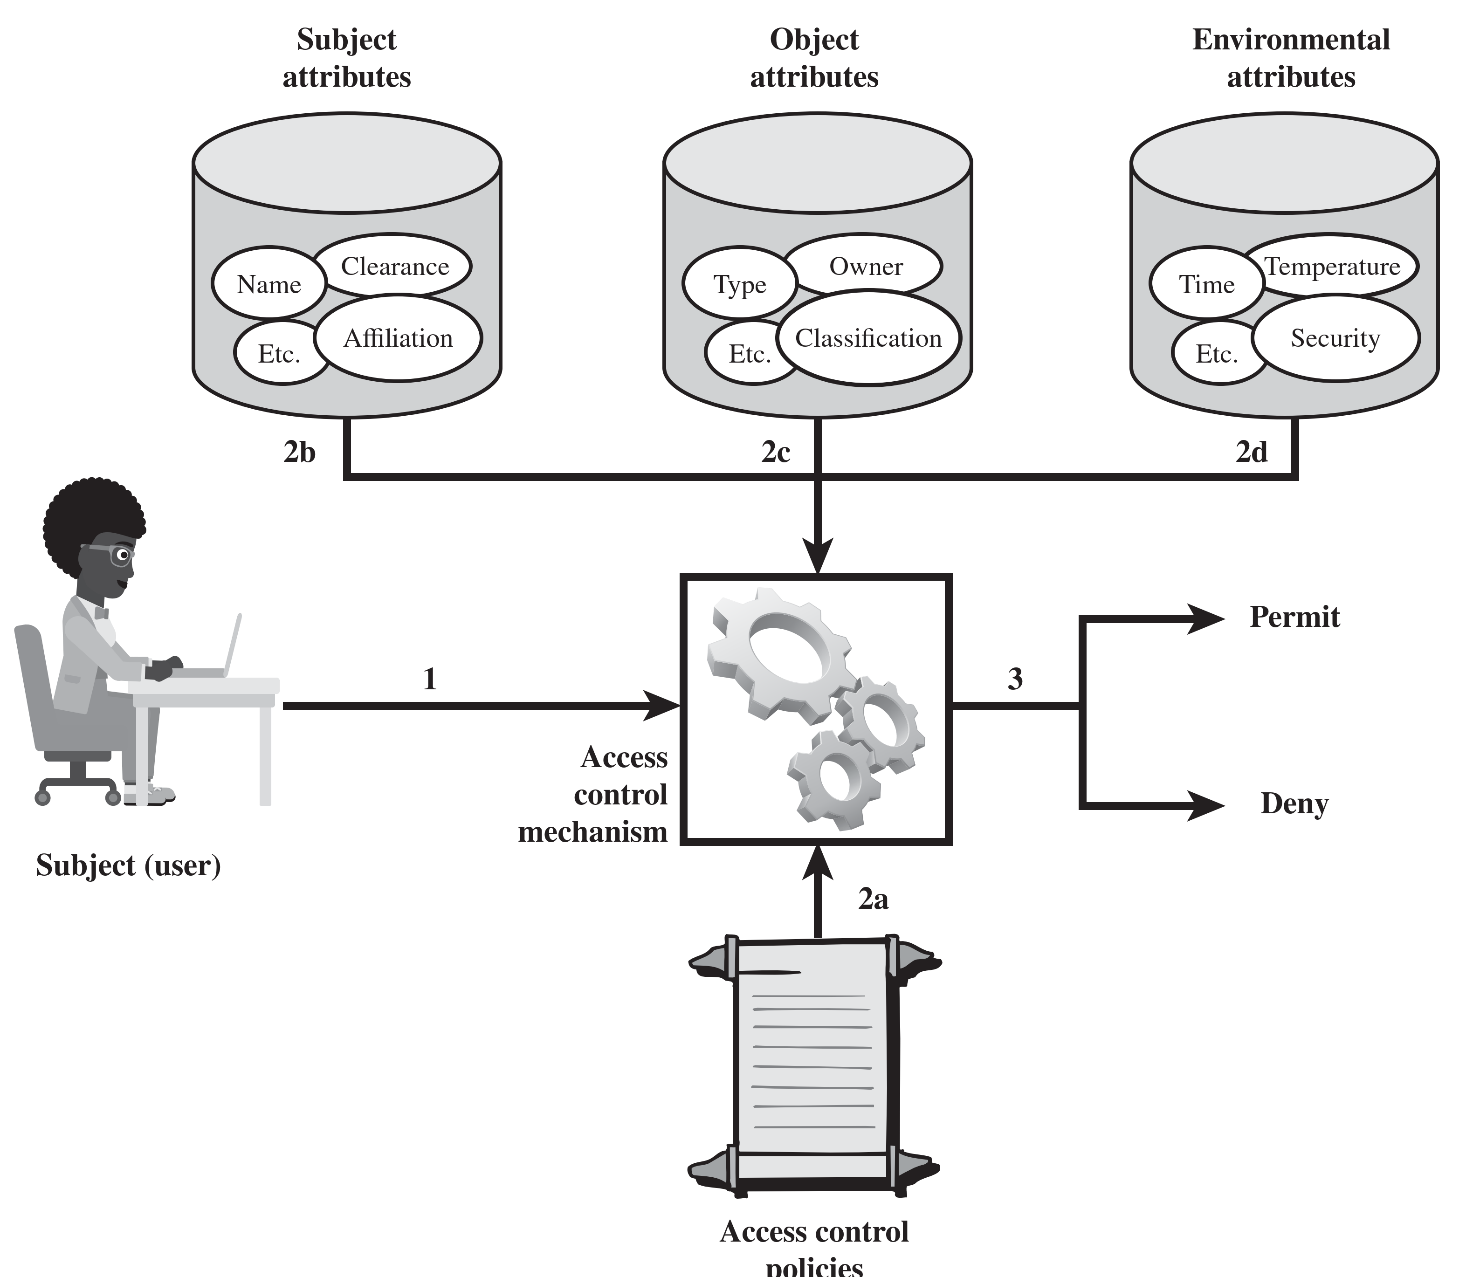 Subject
attributes
Object
attributes
Environmental
attributes
Name
Clearance
Etc.
Affiliation
Type
Owner
Etc.
Classification
Time
Temperature
Etc.
Security
2b
2c
2d
1
3
Permit
Deny
Access
control
mechanism
Subject (user)
2a
Access control
policies